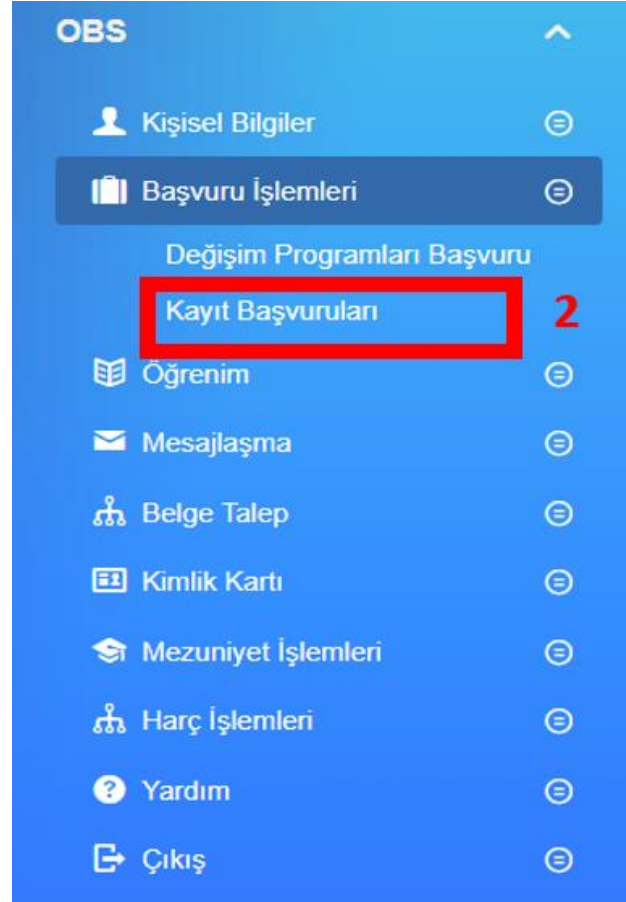 OBS
Kişisel Bilgiler
Başvuru İşlemleri
Değişim Programları Başvuru
Kayıt Başvuruları 2
Öğrenim
Mesajlaşma
Belge Talep
Kimlik Kartı
Mezuniyet İşlemleri
Harç İşlemleri
Yardım
Çıkış